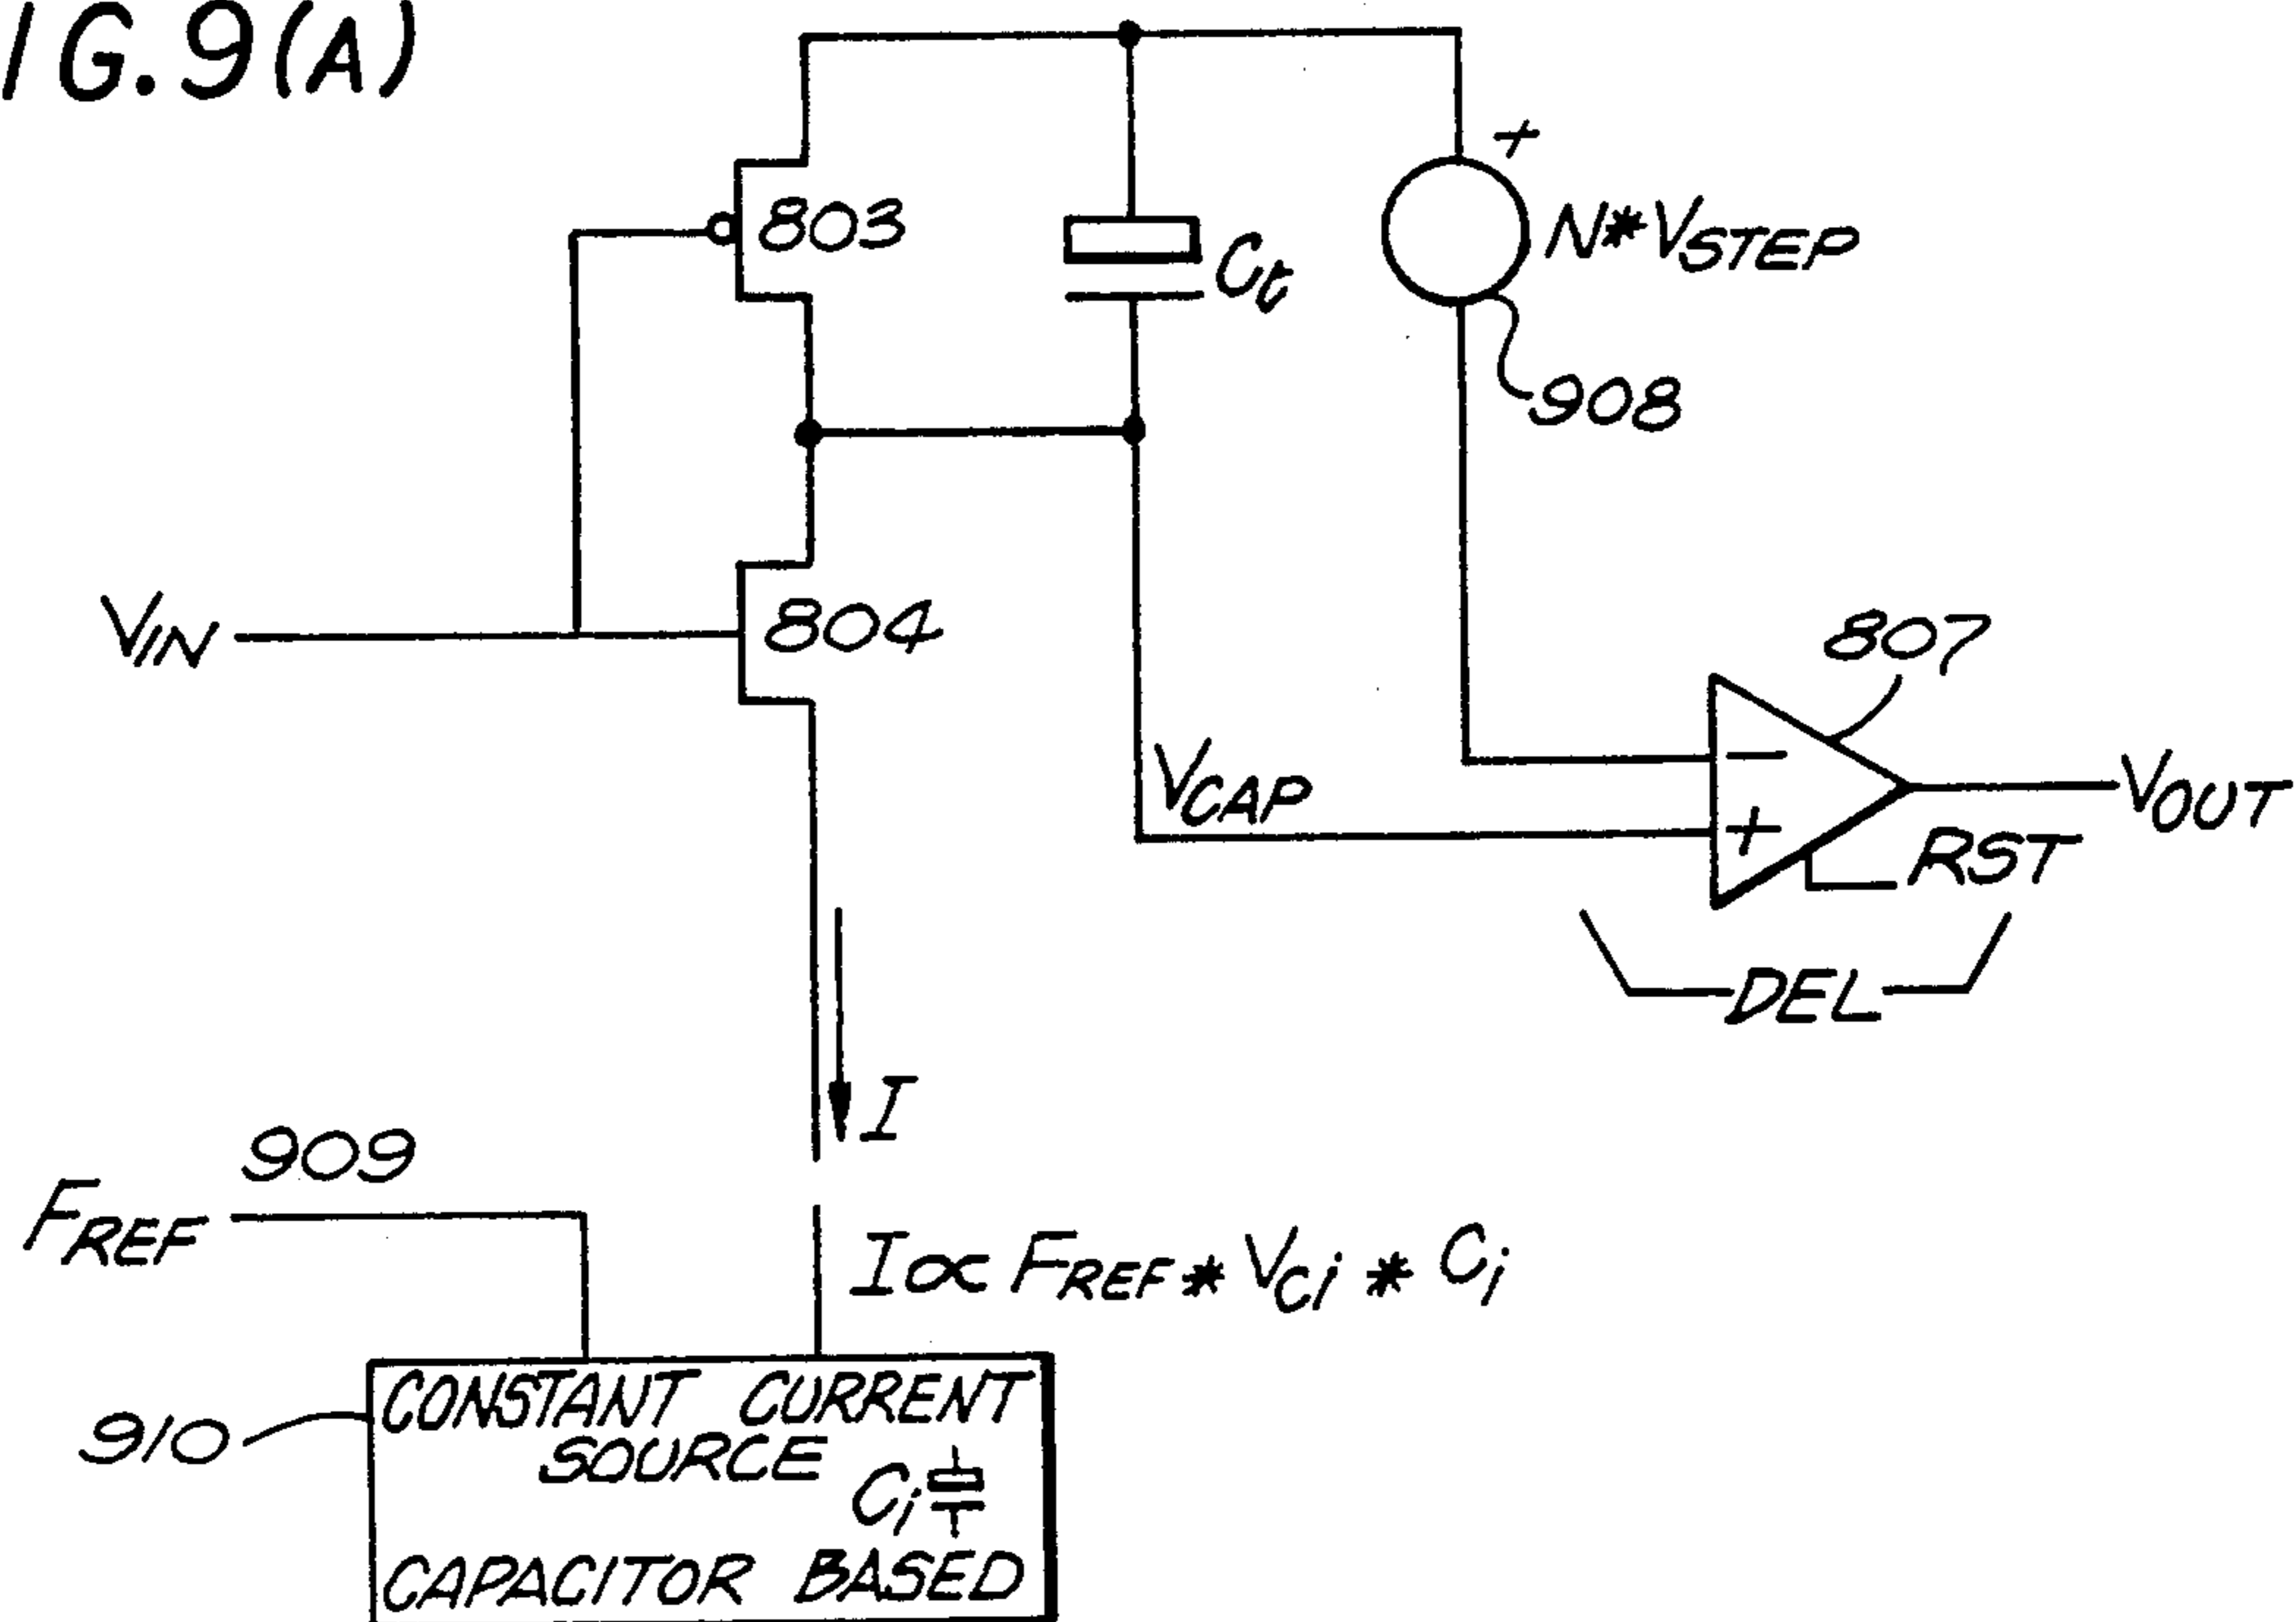 IG.9(A)
+
803
Ct
N*VSTEP
908
VIN
804
807
VCAP
−
+
VOUT
RST
DEL
I
909
FREF
I∝FREF*VCi*Ci
910
CONSTANT CURRENT
SOURCE
Ci
CAPACITOR BASED